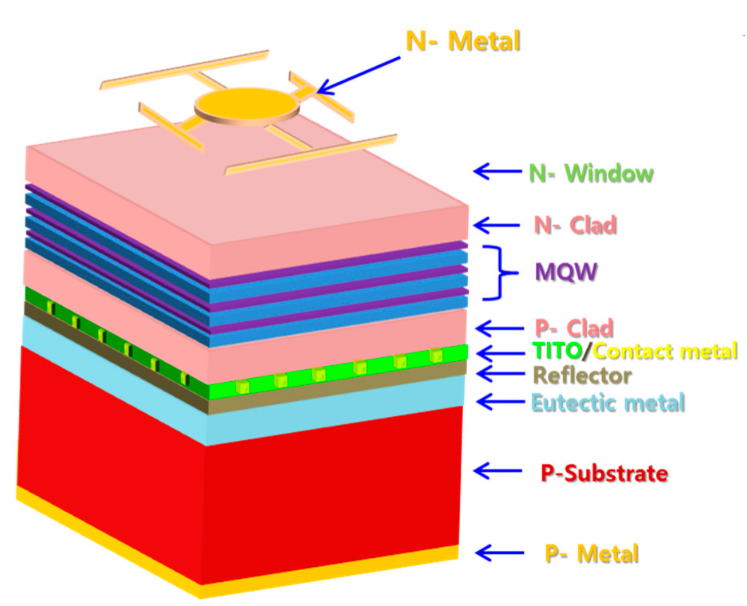 N- Metal
N- Window
N- Clad
MQW
P- Clad
TITO/Contact metal
Reflector
Eutectic metal
P-Substrate
P- Metal